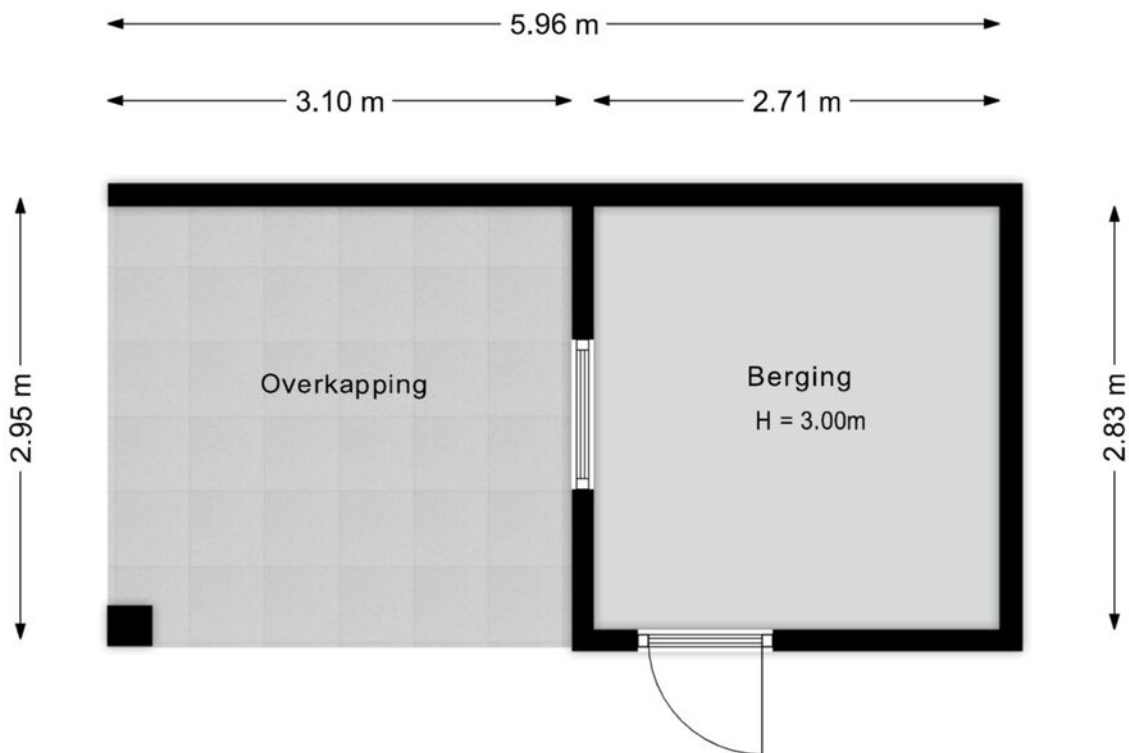 5.96 m
3.10 m
2.71 m
2.95 m
Overkapping
Berging
H = 3.00m
2.83 m